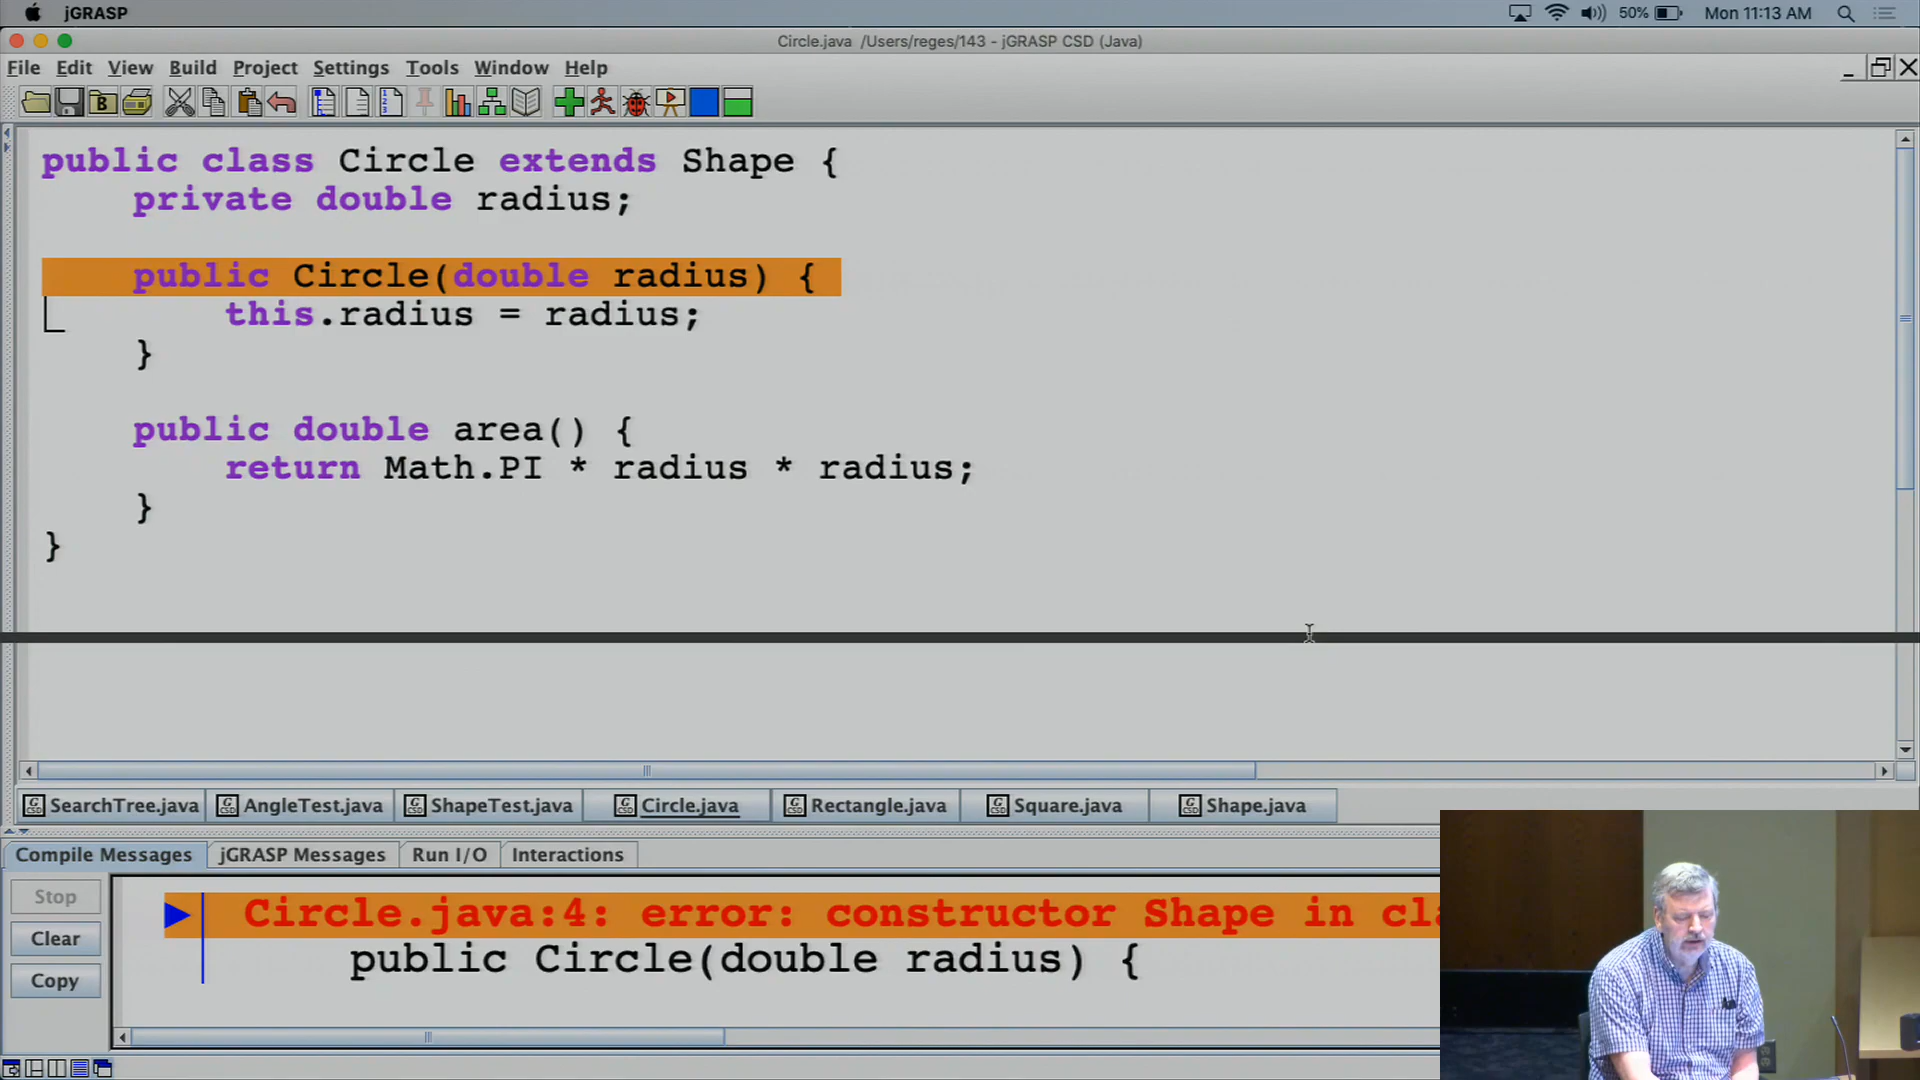 jGRASP
50%
Mon 11:13 AM
Circle.java /Users/reges/143 - jGRASP CSD (Java)
File Edit View Build Project Settings Tools Window Help
public class Circle extends Shape {
private double radius;
public Circle(double radius) {
this.radius = radius;
}
public double area() {
return Math.PI * radius * radius;
}
}
SearchTree.java AngleTest.java ShapeTest.java Circle.java Rectangle.java Square.java Shape.java
Compile Messages jGRASP Messages Run I/O Interactions
Stop
Clear
Copy
Circle.java:4: error: constructor Shape in cla
public Circle(double radius) {